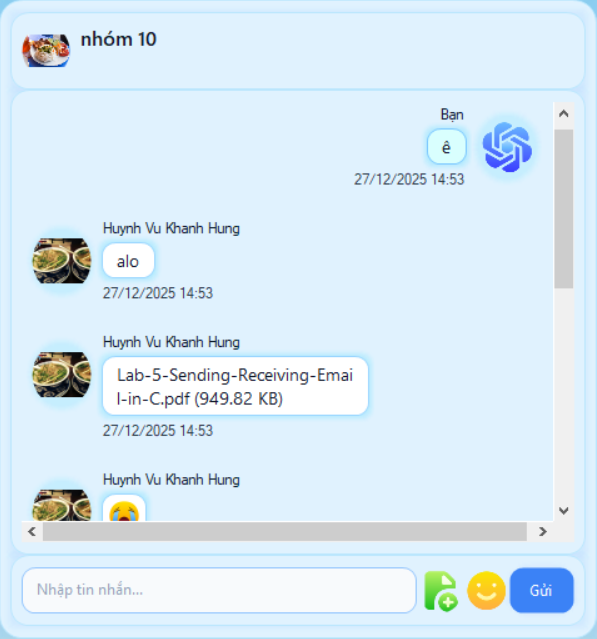 nhóm 10
Bạn
ê
27/12/2025 14:53
Huynh Vu Khanh Hung
alo
27/12/2025 14:53
Huynh Vu Khanh Hung
Lab-5-Sending-Receiving-Emai
l-in-C.pdf (949.82 KB)
27/12/2025 14:53
Huynh Vu Khanh Hung
😭
Nhập tin nhắn...
Gửi